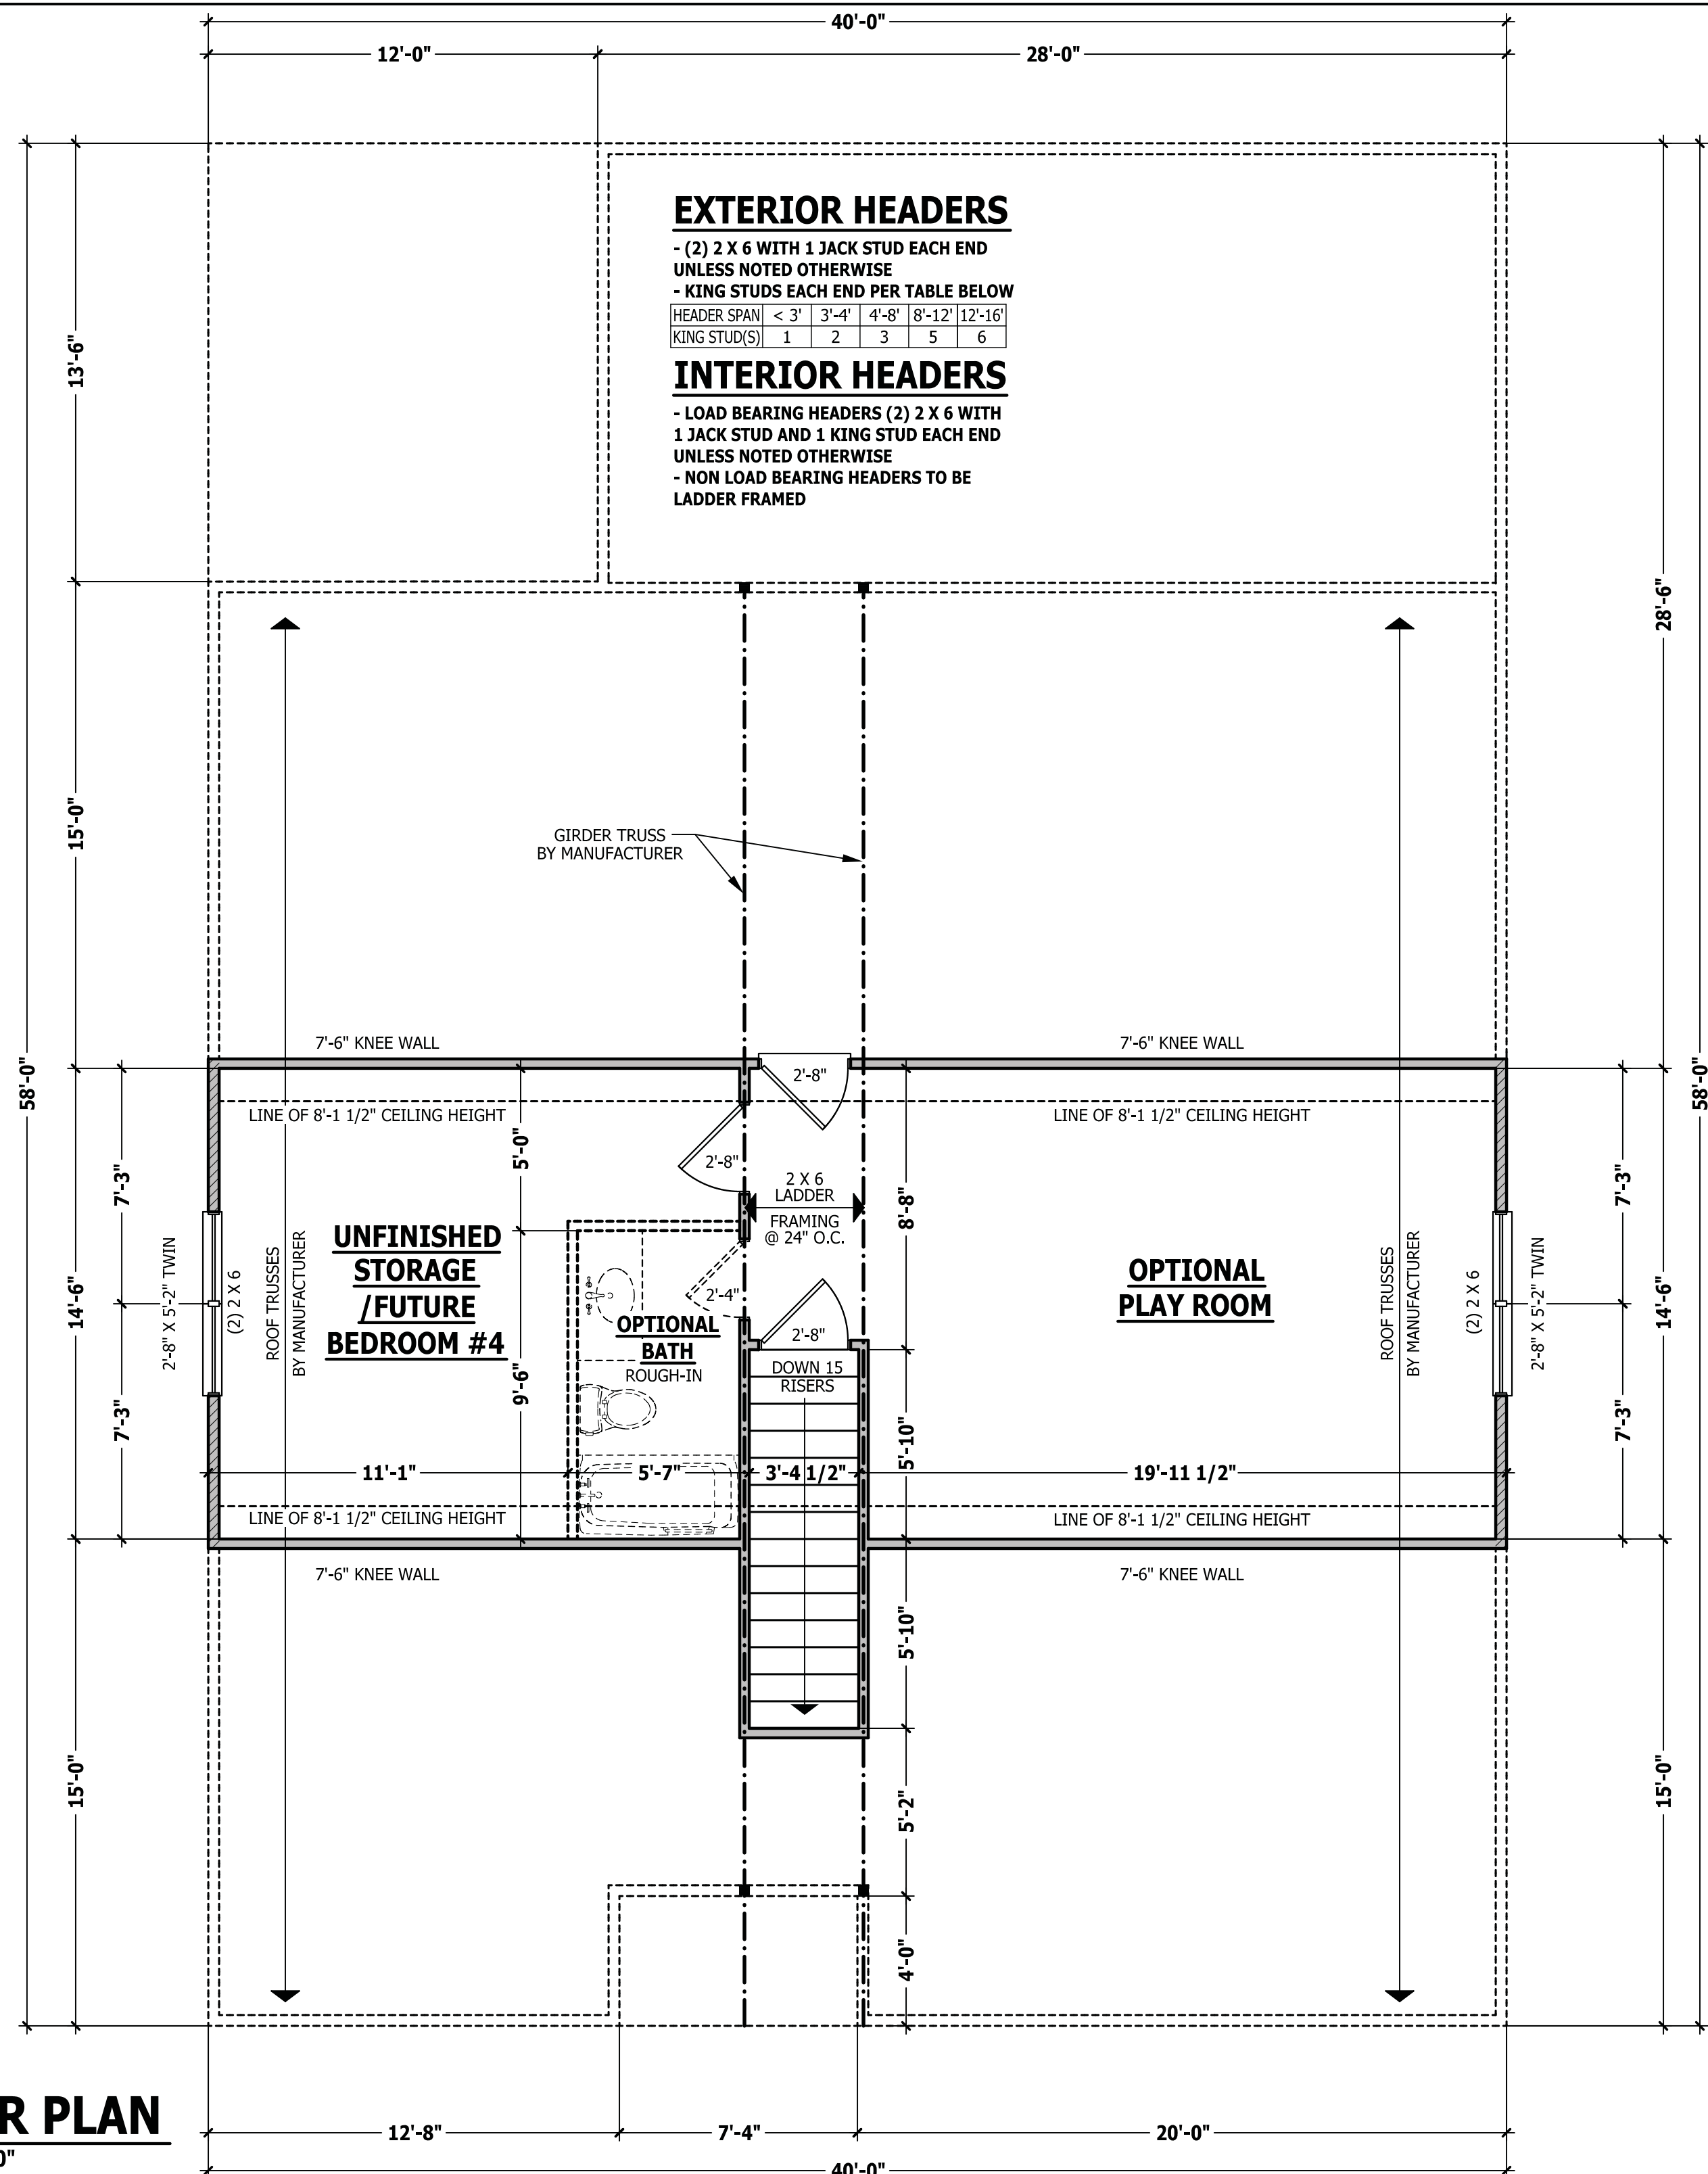 40'-0"
12'-0"
28'-0"
EXTERIOR HEADERS
- (2) 2 X 6 WITH 1 JACK STUD EACH END
UNLESS NOTED OTHERWISE
- KING STUDS EACH END PER TABLE BELOW
HEADER SPAN < 3' 3'-4' 4'-8' 8'-12' 12'-16'
KING STUD(S) 1 2 3 5 6
INTERIOR HEADERS
- LOAD BEARING HEADERS (2) 2 X 6 WITH
1 JACK STUD AND 1 KING STUD EACH END
UNLESS NOTED OTHERWISE
- NON LOAD BEARING HEADERS TO BE
LADDER FRAMED
13'-6"
28'-6"
15'-0"
GIRDER TRUSS
BY MANUFACTURER
58'-0"
58'-0"
7'-6" KNEE WALL
7'-6" KNEE WALL
2'-8"
LINE OF 8'-1 1/2" CEILING HEIGHT
LINE OF 8'-1 1/2" CEILING HEIGHT
5'-0"
2'-8"
7'-3"
7'-3"
2 X 6
LADDER
FRAMING
@ 24" O.C.
8'-8"
UNFINISHED
STORAGE
/FUTURE
BEDROOM #4
OPTIONAL
PLAY ROOM
14'-6"
2'-8" X 5'-2" TWIN
(2) 2 X 6
ROOF TRUSSES
BY MANUFACTURER
ROOF TRUSSES
BY MANUFACTURER
(2) 2 X 6
2'-8" X 5'-2" TWIN
14'-6"
2'-4"
OPTIONAL
BATH
ROUGH-IN
2'-8"
DOWN 15
RISERS
9'-6"
7'-3"
5'-10"
7'-3"
11'-1"
5'-7"
3'-4 1/2"
19'-11 1/2"
LINE OF 8'-1 1/2" CEILING HEIGHT
LINE OF 8'-1 1/2" CEILING HEIGHT
7'-6" KNEE WALL
7'-6" KNEE WALL
5'-10"
15'-0"
5'-2"
15'-0"
4'-0"
R PLAN
0"
12'-8"
7'-4"
20'-0"
40'-0"